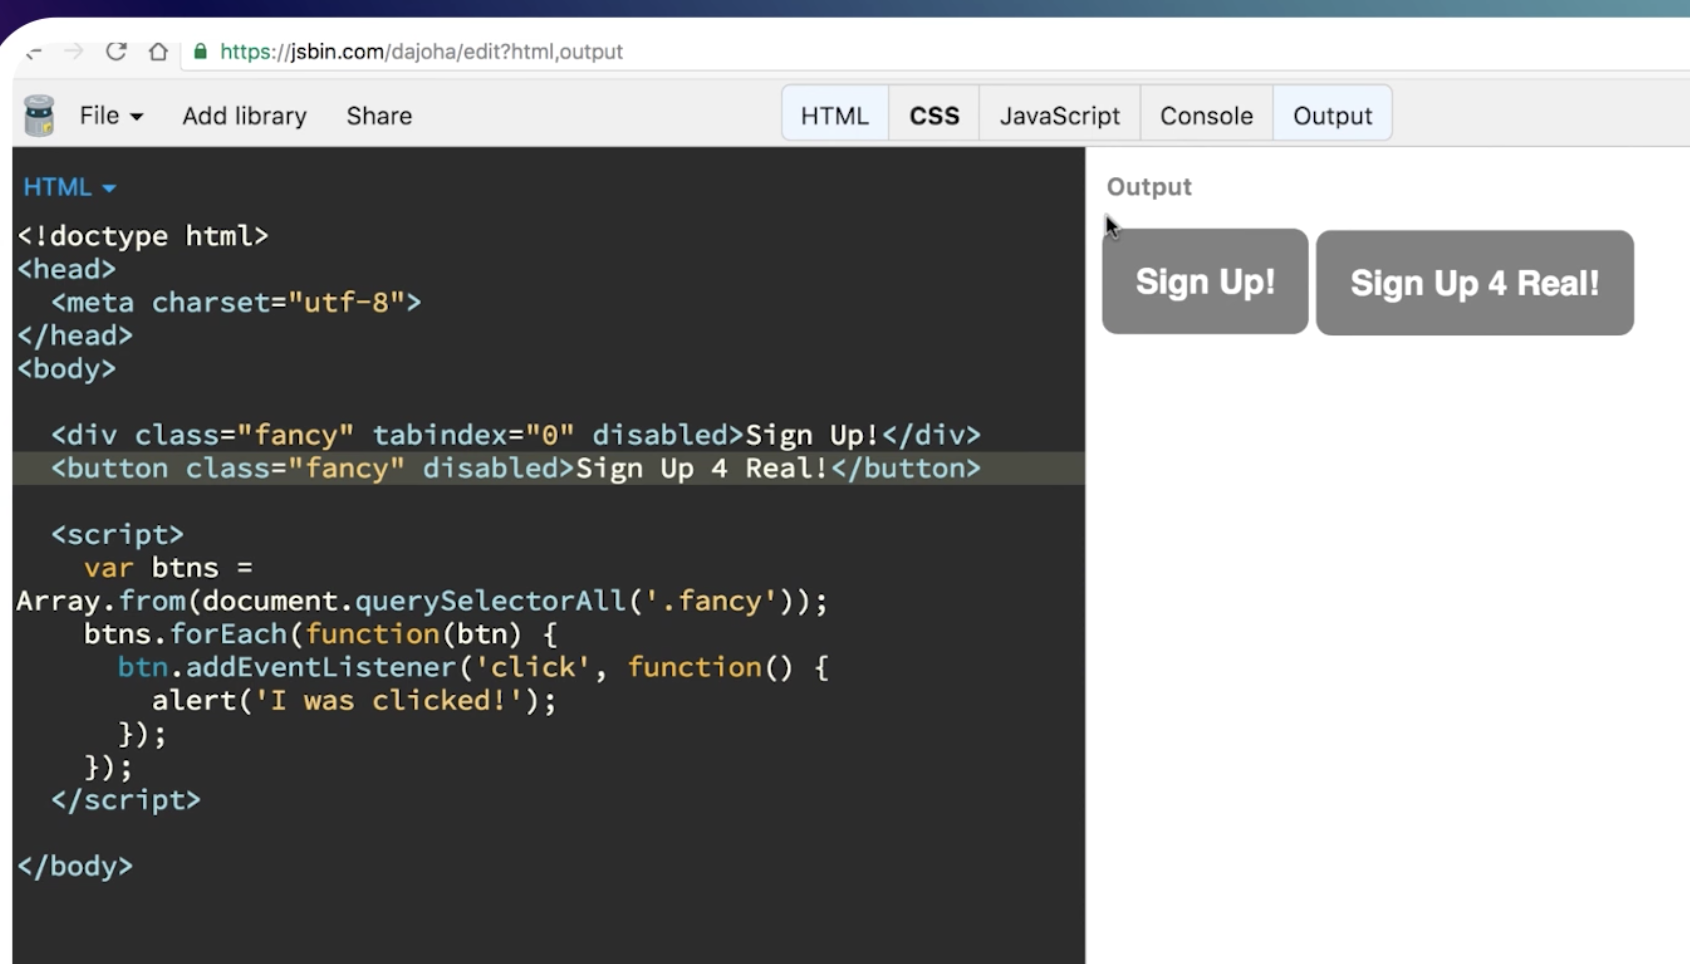 https://jsbin.com/dajoha/edit?html,output
File Add library Share HTML CSS JavaScript Console Output
HTML
Output
<!doctype html>
<head>
  <meta charset="utf-8">
</head>
<body>
  <div class="fancy" tabindex="0" disabled>Sign Up!</div>
  <button class="fancy" disabled>Sign Up 4 Real!</button>
  <script>
    var btns =
Array.from(document.querySelectorAll('.fancy'));
    btns.forEach(function(btn) {
      btn.addEventListener('click', function() {
        alert('I was clicked!');
      });
    });
  </script>
</body>
Sign Up!
Sign Up 4 Real!